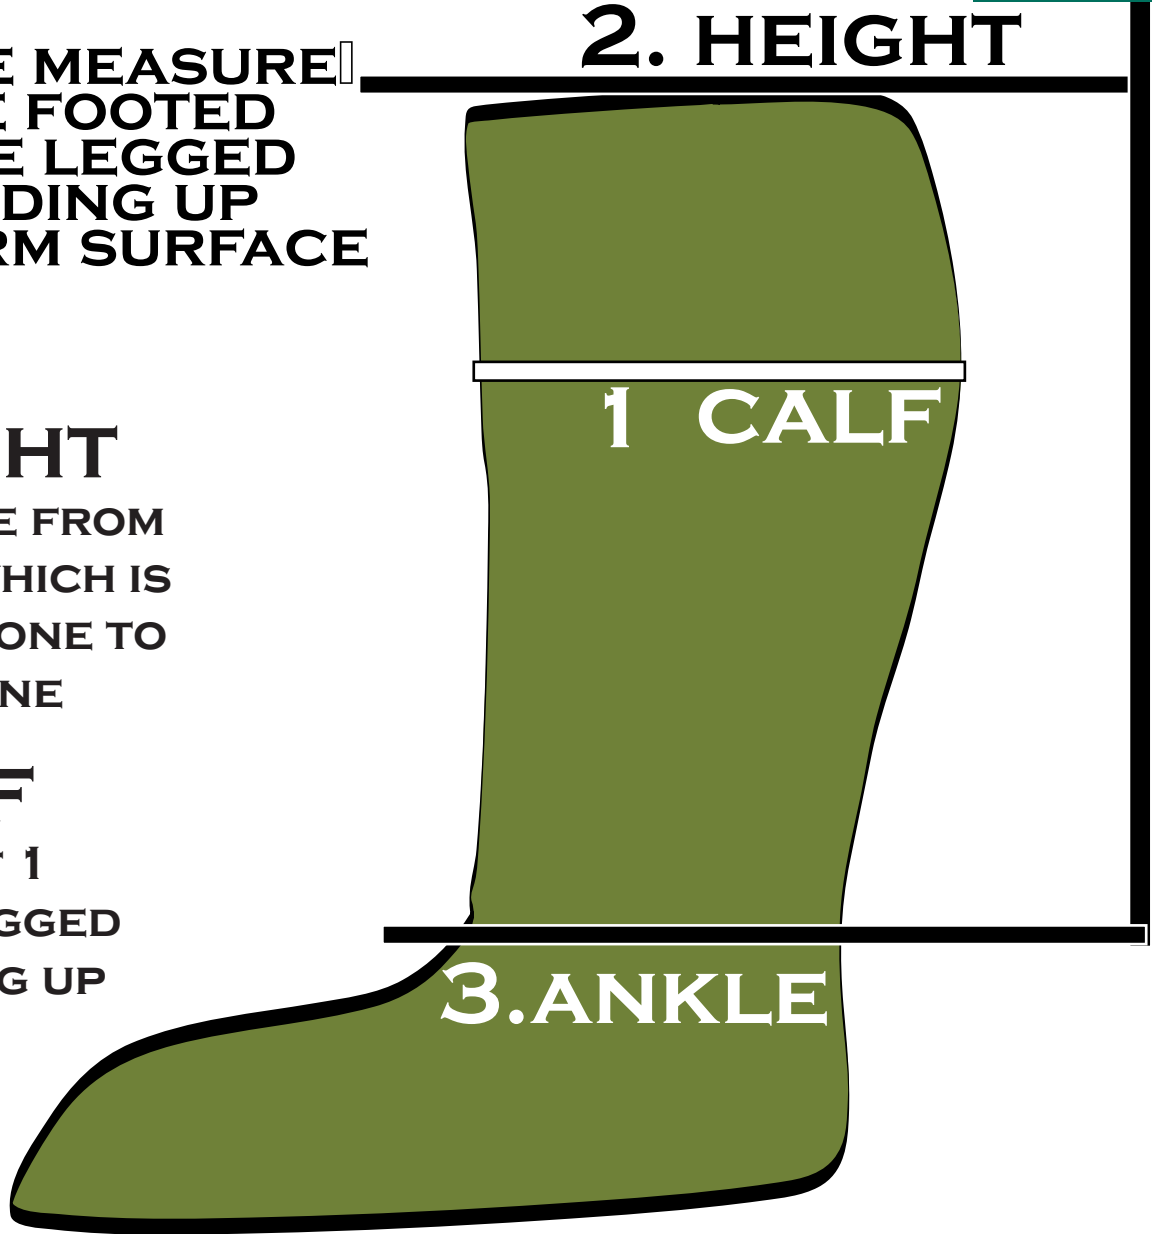 2. HEIGHT
E MEASURE
E FOOTED
E LEGGED
DING UP
RM SURFACE
1 CALF
HT
E FROM
HICH IS
ONE TO
NE
F
1
GGED
G UP
3.ANKLE